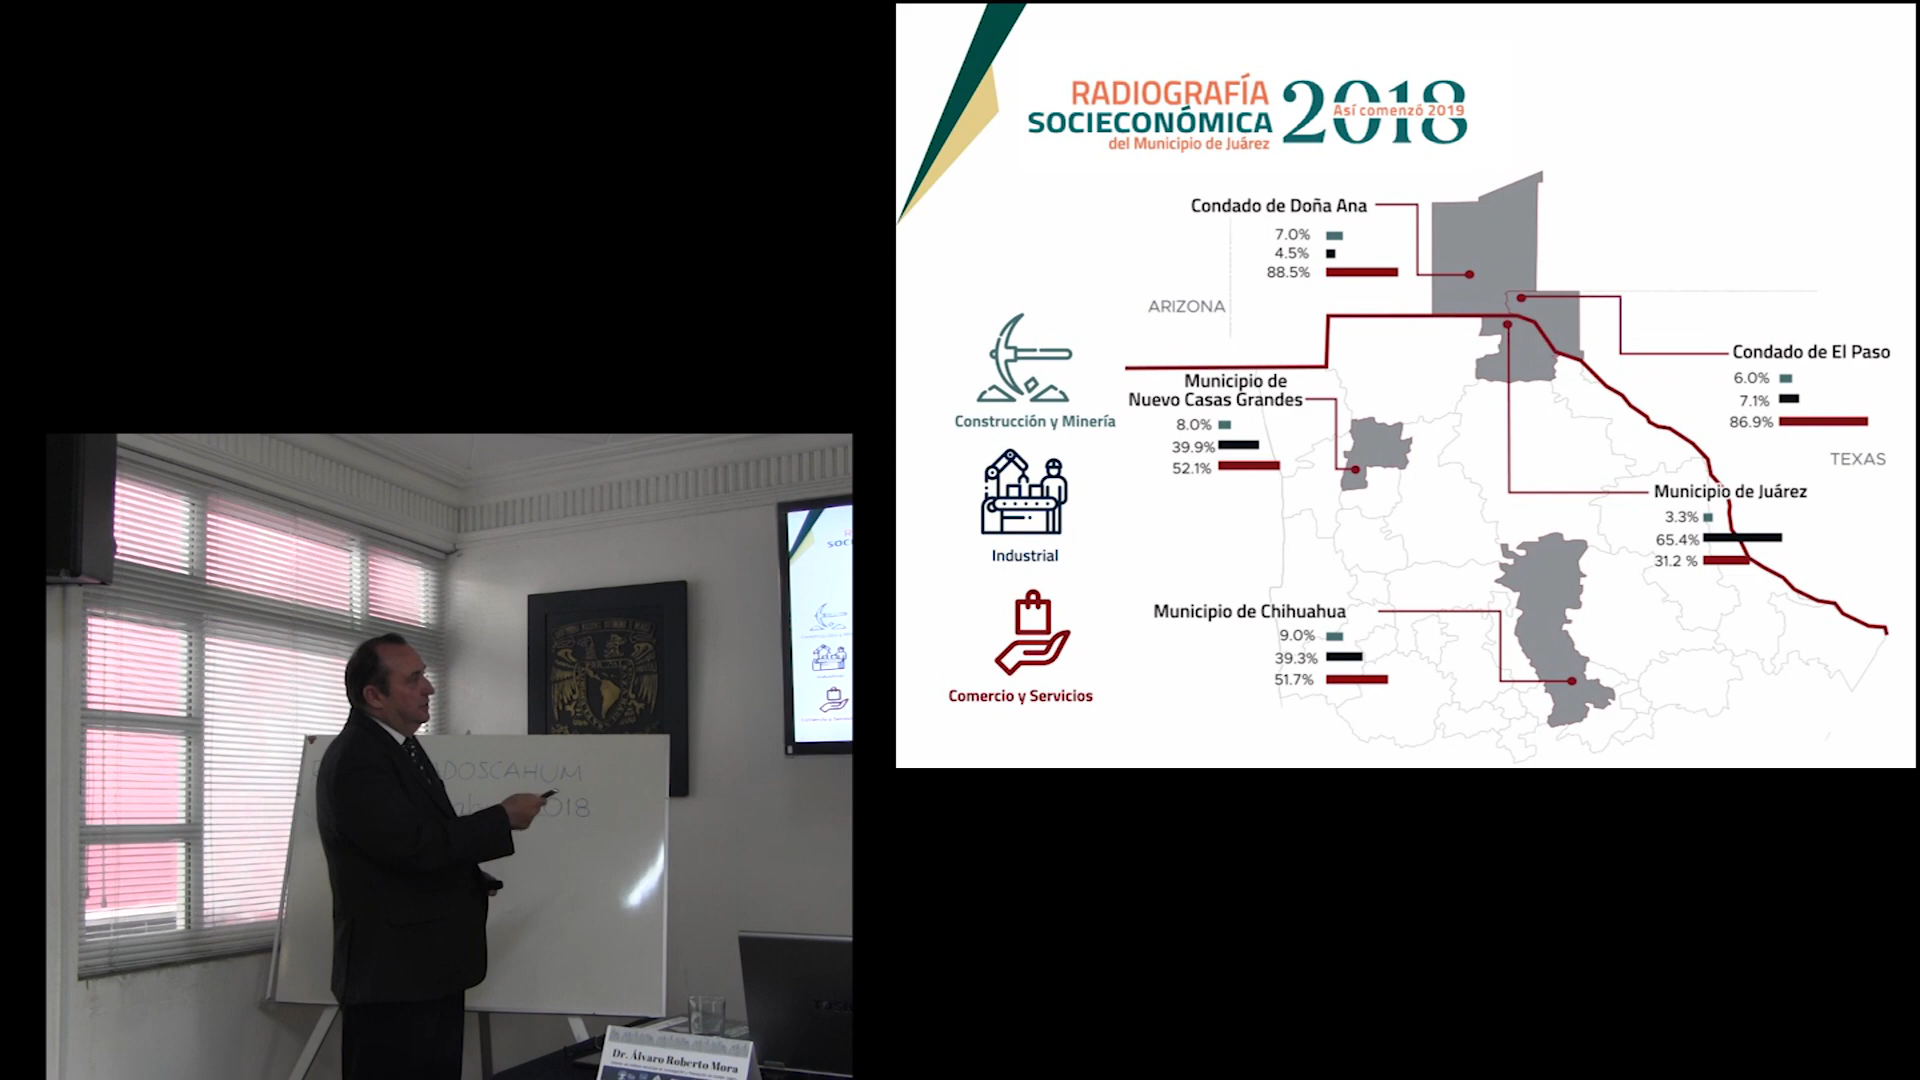 RADIOGRAFÍA
SOCIECONÓMICA
del Municipio de Juárez
2018
Así comenzó 2019
Condado de Doña Ana
7.0%
4.5%
88.5%
ARIZONA
Condado de El Paso
6.0%
7.1%
86.9%
TEXAS
Construcción y Minería
Municipio de
Nuevo Casas Grandes
8.0%
39.9%
52.1%
Industrial
Municipio de Juárez
3.3%
65.4%
31.2 %
Municipio de Chihuahua
9.0%
39.3%
51.7%
Comercio y Servicios
DOSCAHUM
2018
Dr. Álvaro Roberto Mora